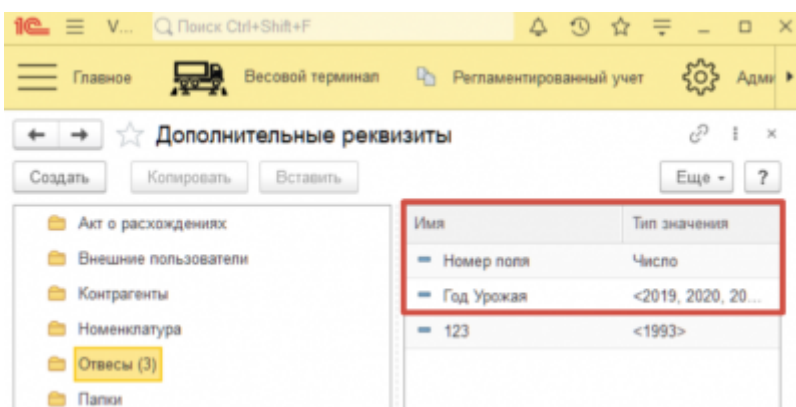 1С V... Поиск Ctrl+Shift+F
Главное Весовой терминал Регламентированный учет Адми
Дополнительные реквизиты
Создать Копировать Вставить Еще ?
Акт о расхождениях
Внешние пользователи
Контрагенты
Номенклатура
Отвесы (3)
Папки
Имя Тип значения
Номер поля Число
Год Урожая <2019, 2020, 20...
123 <1993>